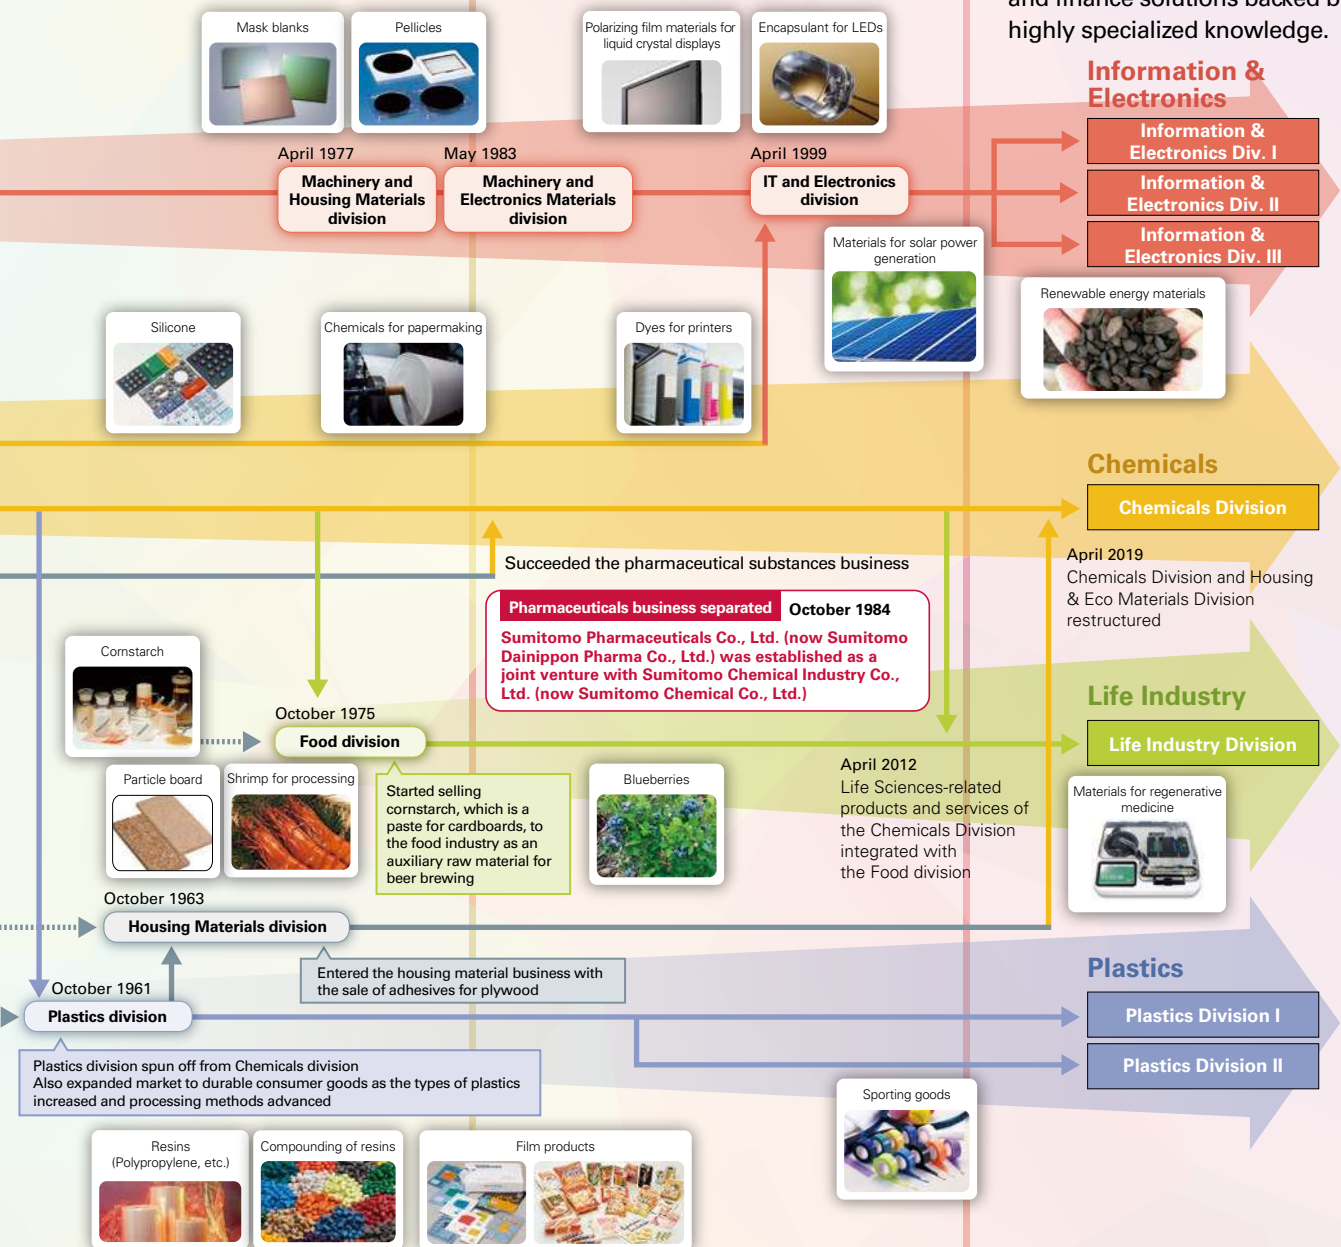 and finance solutions backed b
highly specialized knowledge.
Mask blanks
Pellicles
Polarizing film materials for
liquid crystal displays
Encapsulant for LEDs
Information &
Electronics
April 1977
Machinery and
Housing Materials
division
May 1983
Machinery and
Electronics Materials
division
April 1999
IT and Electronics
division
Information &
Electronics Div. I
Information &
Electronics Div. II
Information &
Electronics Div. III
Materials for solar power
generation
Renewable energy materials
Silicone
Chemicals for papermaking
Dyes for printers
Chemicals
Chemicals Division
Succeeded the pharmaceutical substances business
April 2019
Chemicals Division and Housing
& Eco Materials Division
restructured
Pharmaceuticals business separated October 1984
Sumitomo Pharmaceuticals Co., Ltd. (now Sumitomo
Dainippon Pharma Co., Ltd.) was established as a
joint venture with Sumitomo Chemical Industry Co.,
Ltd. (now Sumitomo Chemical Co., Ltd.)
Cornstarch
October 1975
Food division
Life Industry
Life Industry Division
Particle board
Shrimp for processing
Started selling
cornstarch, which is a
paste for cardboards, to
the food industry as an
auxiliary raw material for
beer brewing
Blueberries
April 2012
Life Sciences-related
products and services of
the Chemicals Division
integrated with
the Food division
Materials for regenerative
medicine
October 1963
Housing Materials division
Entered the housing material business with
the sale of adhesives for plywood
Plastics
October 1961
Plastics division
Plastics Division I
Plastics Division II
Plastics division spun off from Chemicals division
Also expanded market to durable consumer goods as the types of plastics
increased and processing methods advanced
Sporting goods
Resins
(Polypropylene, etc.)
Compounding of resins
Film products